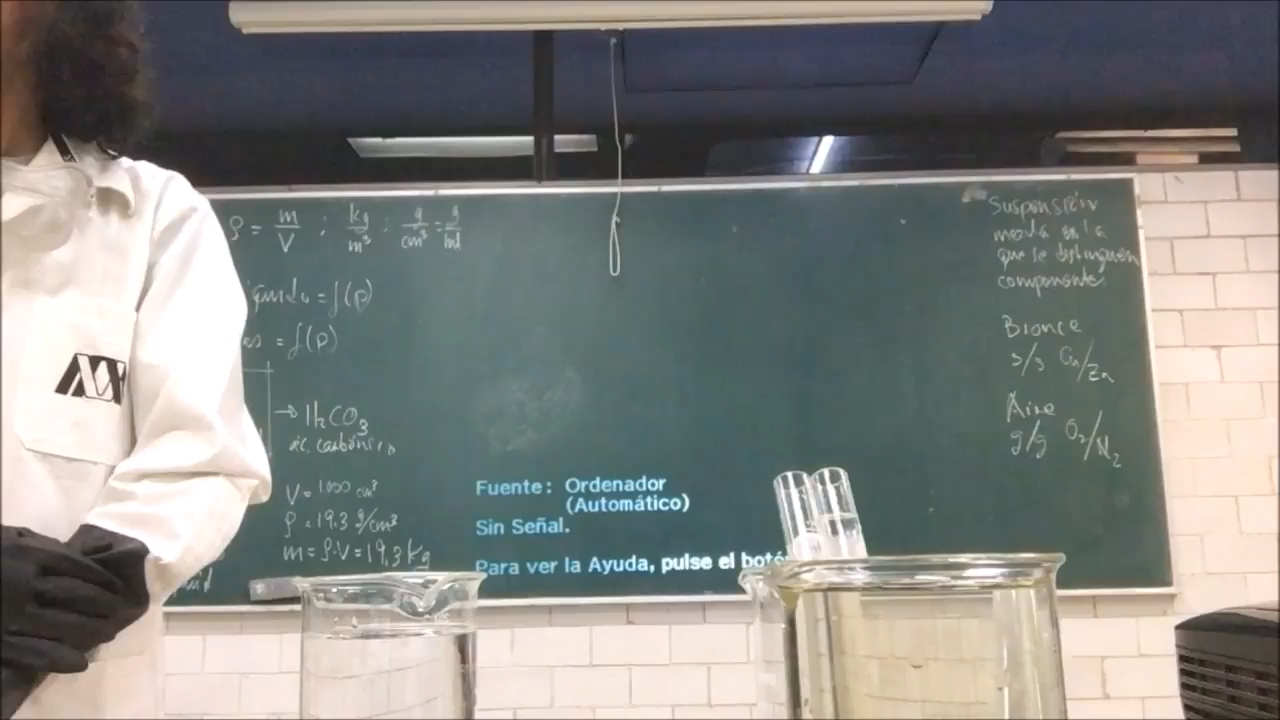 ρ = m/V ; kg/m³ ; g/cm³ = g/ml
= f(p)
= f(p)
→ H₂CO₃
ác. carbónico
V = 1000 cm³
ρ = 19.3 g/cm³
m = ρ·V = 19.3 kg
Suspensión
mezcla en la
que se distinguen
componentes
Bronce
s/s /Zn
Aire
g/g O₂/N₂
Fuente: Ordenador
(Automático)
Sin Señal.
Para ver la Ayuda, pulse el botó